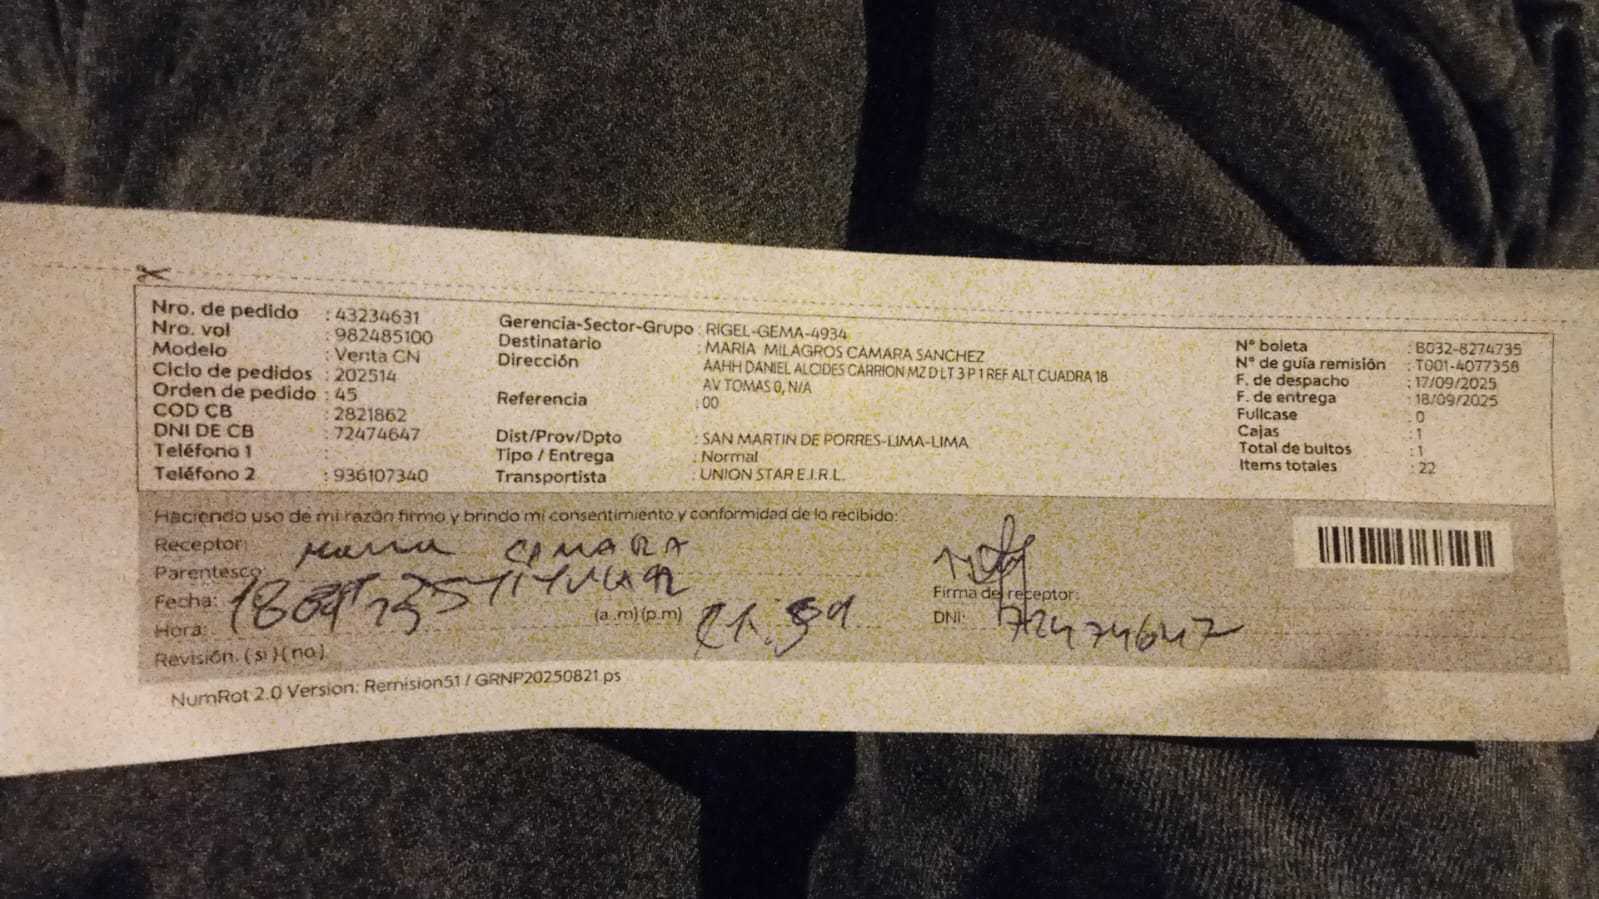 Nro. de pedido : 43234631
Nro. vol : 982485100
Modelo : Venta CN
Ciclo de pedidos : 202514
Orden de pedido : 45
COD CB : 2821862
DNI DE CB : 72474647
Teléfono 1 :
Teléfono 2 : 936107340
Gerencia-Sector-Grupo : RIGEL-GEMA-4934
Destinatario : MARIA MILAGROS CAMARA SANCHEZ
Dirección AAHH DANIEL ALCIDES CARRION MZ D LT 3 P 1 REF ALT CUADRA 18
AV TOMAS 0, N/A
Referencia : 00
Dist/Prov/Dpto : SAN MARTIN DE PORRES-LIMA-LIMA
Tipo / Entrega : Normal
Transportista : UNION STAR E.I.R.L.
N° boleta : B032-8274735
N° de guía remisión : T001-4077358
F. de despacho : 17/09/2025
F. de entrega : 18/09/2025
Fullcase : 0
Cajas : 1
Total de bultos : 1
Items totales : 22
Haciendo uso de mi razón firmo y brindo mi consentimiento y conformidad de lo recibido:
Receptor: Maria CAMARA
Parentesco: TITULAR
Fecha:
Hora: (a .m) (p.m)
Revisión. ( si ) ( no )
Firma del receptor:
DNI: 72474647
NumRot 2.0 Version: Remision51 / GRNP20250821.ps